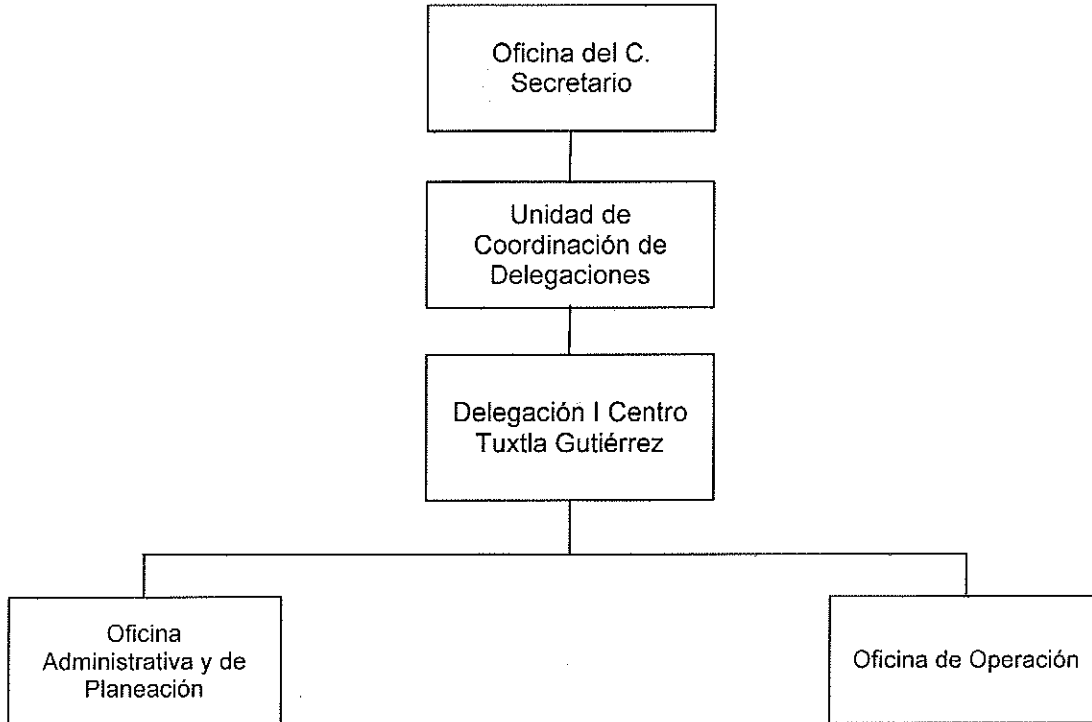 Oficina del C.
Secretario
Unidad de
Coordinación de
Delegaciones
Delegación I Centro
Tuxtla Gutiérrez
Oficina
Administrativa y de
Planeación
Oficina de Operación